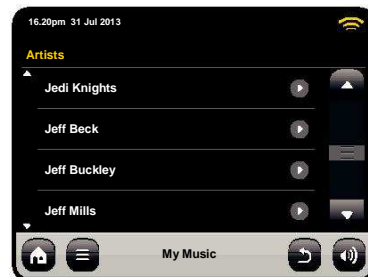 16.20pm 31 Jul 2013
Artists
Jedi Knights
Jeff Beck
Jeff Buckley
Jeff Mills
My Music